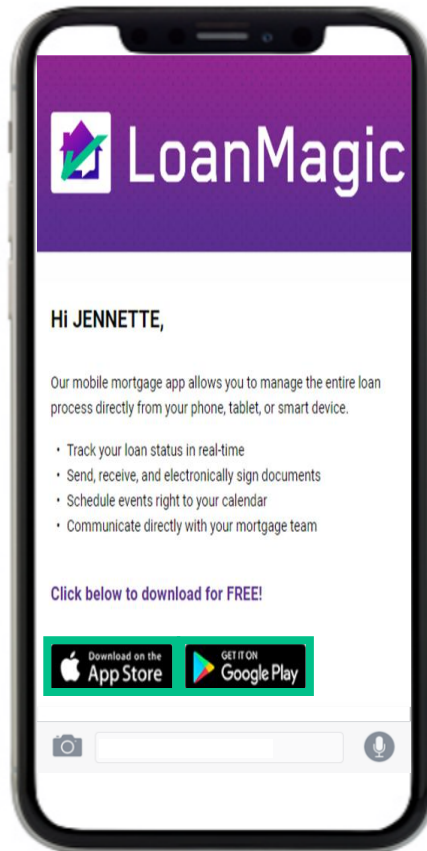 LoanMagic
Hi JENNETTE,
Our mobile mortgage app allows you to manage the entire loan
process directly from your phone, tablet, or smart device.
• Track your loan status in real-time
• Send, receive, and electronically sign documents
• Schedule events right to your calendar
• Communicate directly with your mortgage team
Click below to download for FREE!
Download on the
App Store
GET IT ON
Google Play